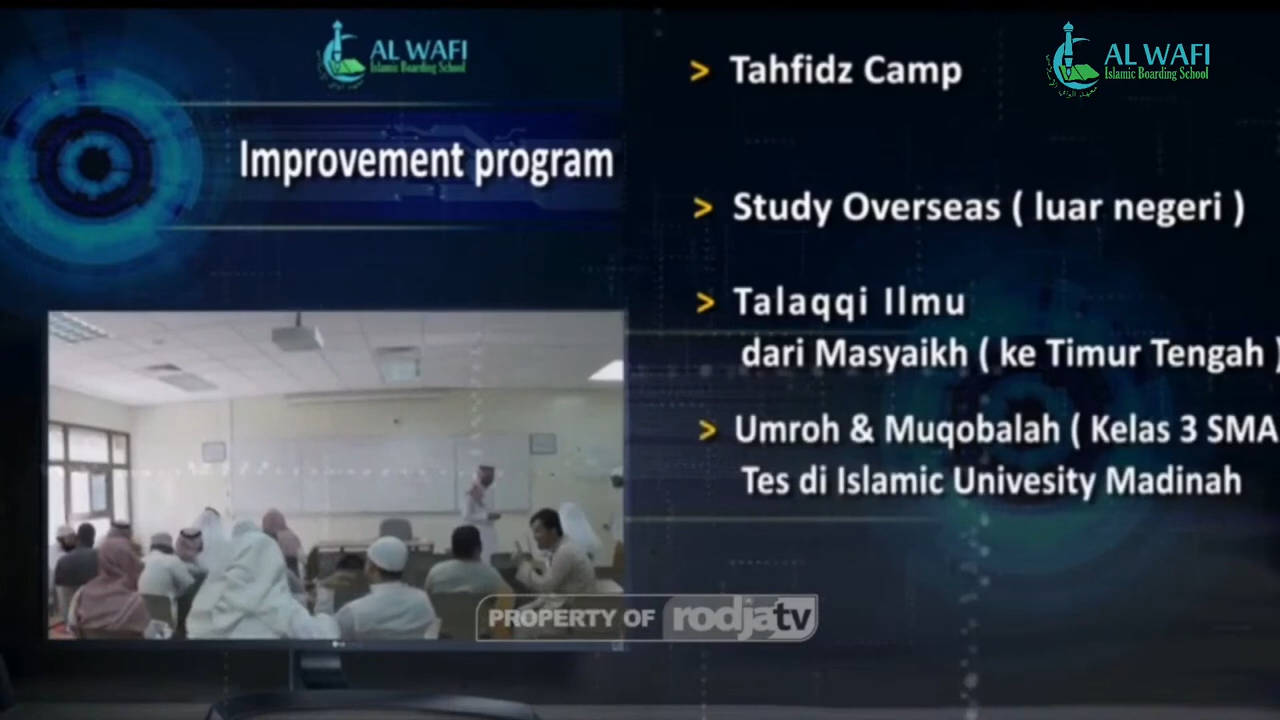 AL WAFI
Islamic Boarding School
Improvement program
> Tahfidz Camp
> Study Overseas ( luar negeri )
> Talaqqi Ilmu
dari Masyaikh ( ke Timur Tengah )
> Umroh & Muqobalah ( Kelas 3 SMA
Tes di Islamic Univesity Madinah
AL WAFI
Islamic Boarding School
PROPERTY OF rodjatv